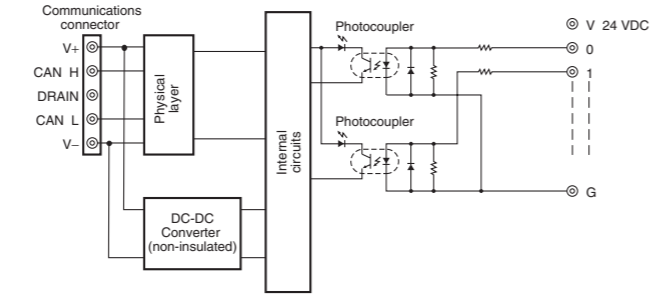 Communications
connector
V+
CAN H
DRAIN
CAN L
V–
Physical
layer
DC-DC
Converter
(non-insulated)
Internal
circuits
Photocoupler
Photocoupler
V 24 VDC
0
1
G